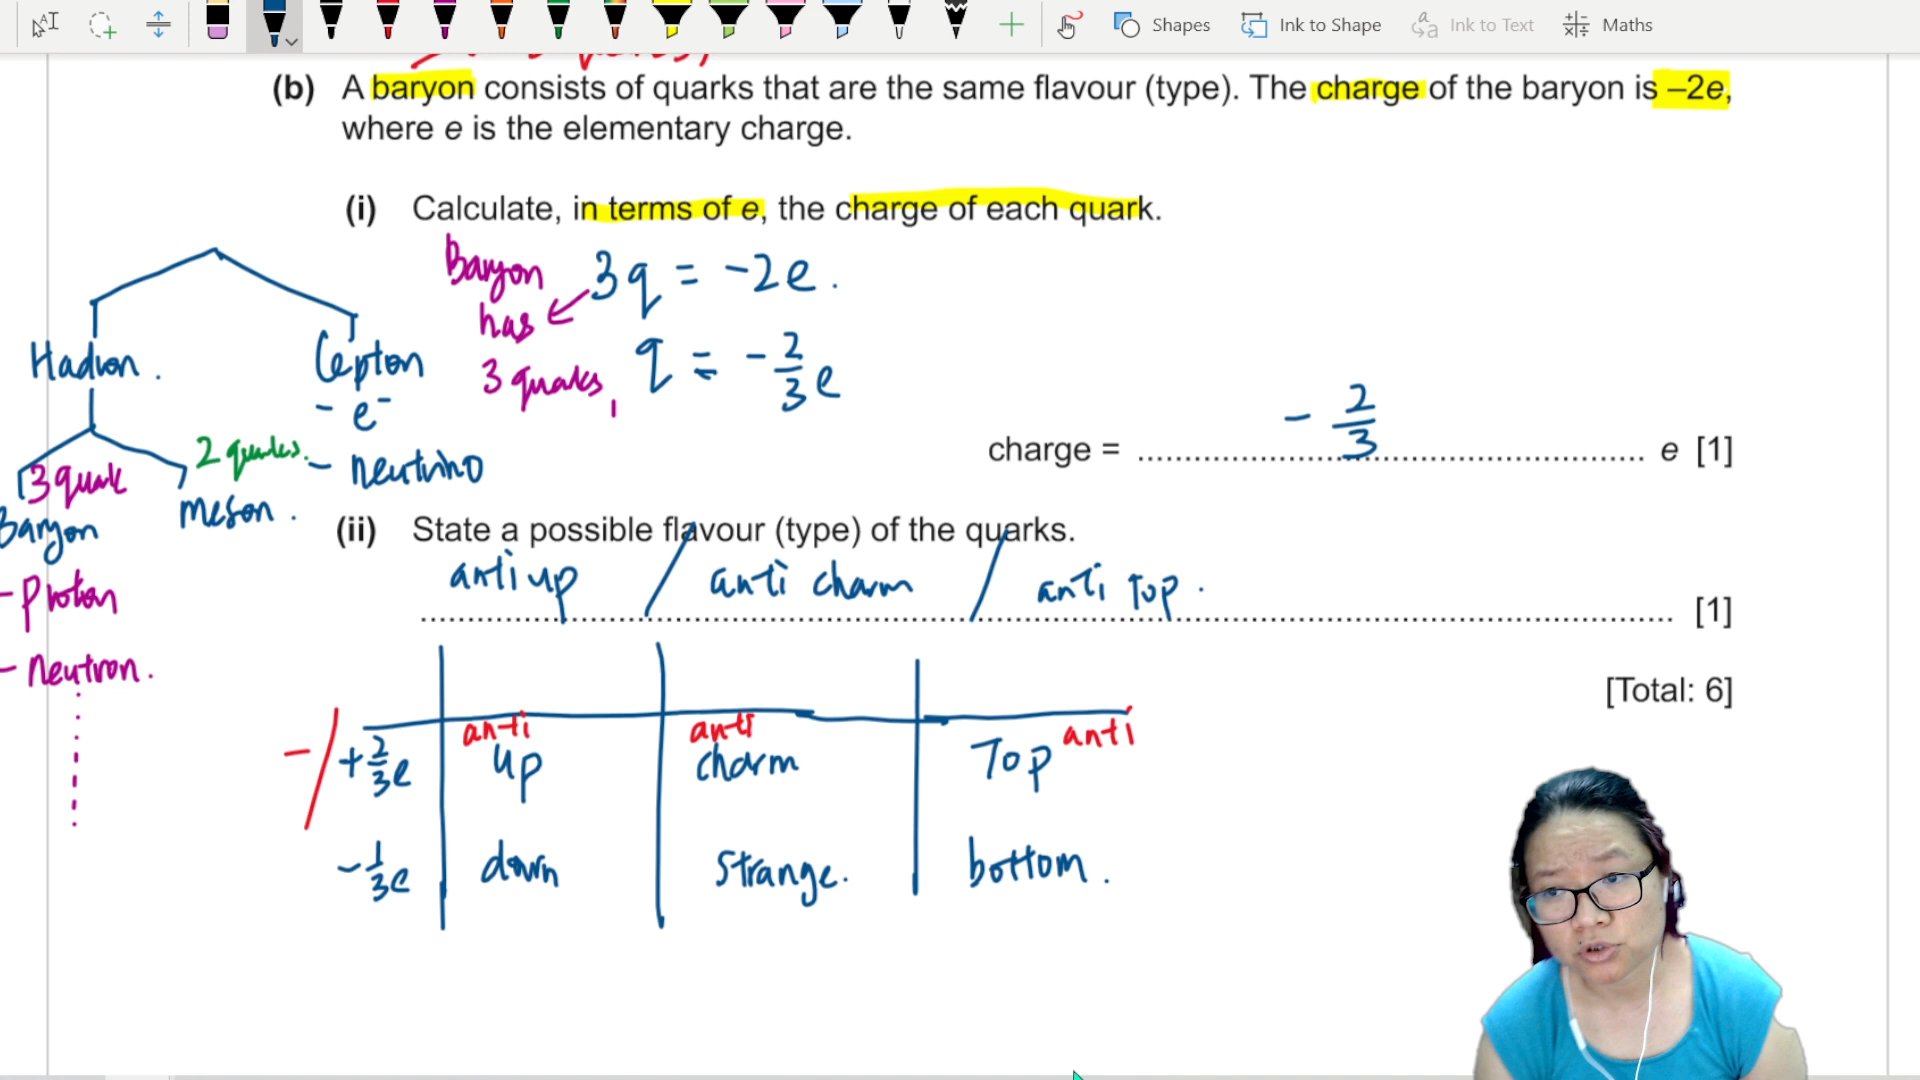 Shapes Ink to Shape Ink to Text Maths
(b) A baryon consists of quarks that are the same flavour (type). The charge of the baryon is –2e,
where e is the elementary charge.
(i) Calculate, in terms of e, the charge of each quark.
Baryon
has
3 quarks,
3q = -2e.
q = - 2/3 e
charge = - 2/3 e [1]
Hadron.
Lepton
- e⁻
- neutrino
3 quark
Baryon
2 quarks.
meson.
- Proton
- Neutron.
(ii) State a possible flavour (type) of the quarks.
anti up / anti charm / anti Top. [1]
[Total: 6]
- / + 2/3 e anti up anti charm Top anti
- 1/3 e down strange. bottom.